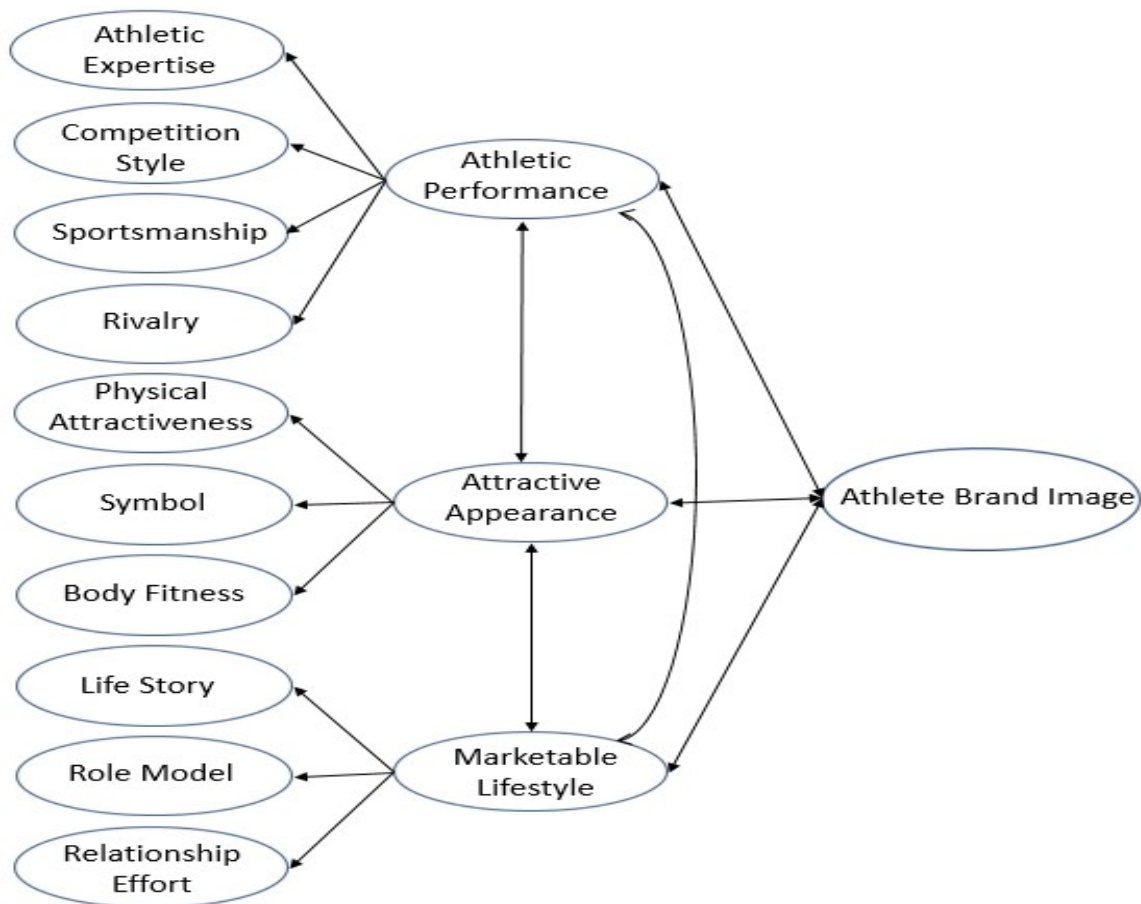 Athletic
Expertise
Competition
Style
Sportsmanship
Rivalry
Physical
Attractiveness
Symbol
Body Fitness
Life Story
Role Model
Relationship
Effort
Athletic
Performance
Attractive
Appearance
Marketable
Lifestyle
Athlete Brand Image